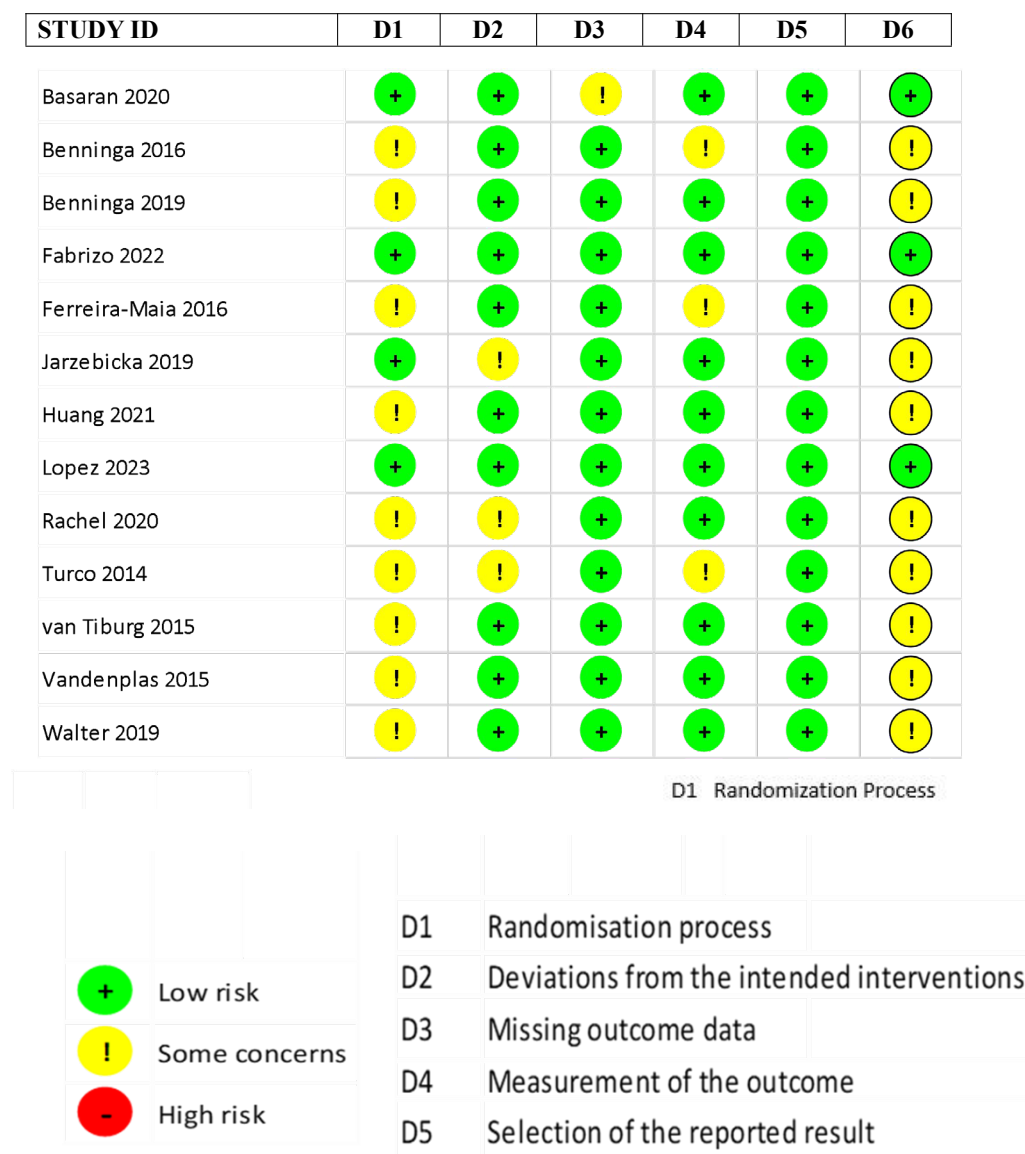 STUDY ID D1 D2 D3 D4 D5 D6
Basaran 2020 + + ! + + +
Benninga 2016 ! + + ! + !
Benninga 2019 ! + + + + !
Fabrizo 2022 + + + + + +
Ferreira-Maia 2016 ! + + ! + !
Jarzebicka 2019 + ! + + + !
Huang 2021 ! + + + + !
Lopez 2023 + + + + + +
Rachel 2020 ! ! + + + !
Turco 2014 ! ! + ! + !
van Tiburg 2015 ! + + + + !
Vandenplas 2015 ! + + + + !
Walter 2019 ! + + + + !
D1 Randomization Process
+ Low risk
! Some concerns
- High risk
D1 Randomisation process
D2 Deviations from the intended interventions
D3 Missing outcome data
D4 Measurement of the outcome
D5 Selection of the reported result